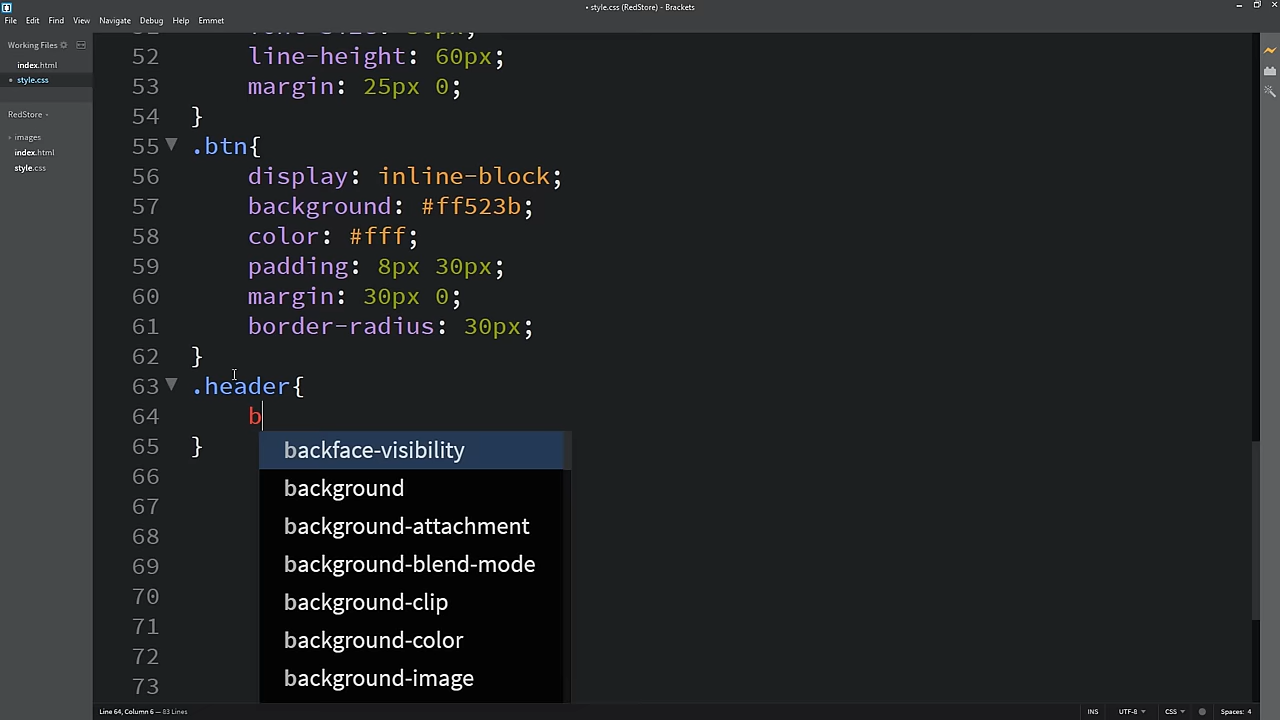 • style.css (RedStore) - Brackets
File Edit Find View Navigate Debug Help Emmet
Working Files
index.html
• style.css
RedStore
images
index.html
style.css
52 line-height: 60px;
53 margin: 25px 0;
54 }
55 .btn{
56 display: inline-block;
57 background: #ff523b;
58 color: #fff;
59 padding: 8px 30px;
60 margin: 30px 0;
61 border-radius: 30px;
62 }
63 .header{
64 b
65 }
66
67
68
69
70
71
72
73
backface-visibility
background
background-attachment
background-blend-mode
background-clip
background-color
background-image
Line 64, Column 6 — 83 Lines
INS UTF-8 CSS Spaces: 4